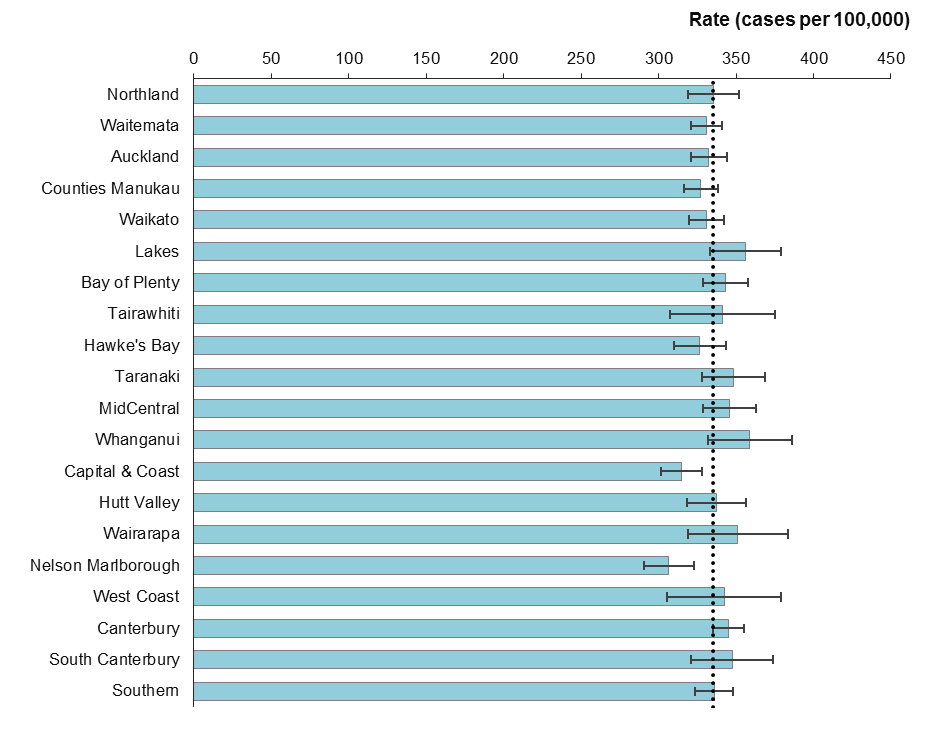 Rate (cases per 100,000)
0 50 100 150 200 250 300 350 400 450
Northland
Waitemata
Auckland
Counties Manukau
Waikato
Lakes
Bay of Plenty
Tairawhiti
Hawke's Bay
Taranaki
MidCentral
Whanganui
Capital & Coast
Hutt Valley
Wairarapa
Nelson Marlborough
West Coast
Canterbury
South Canterbury
Southern